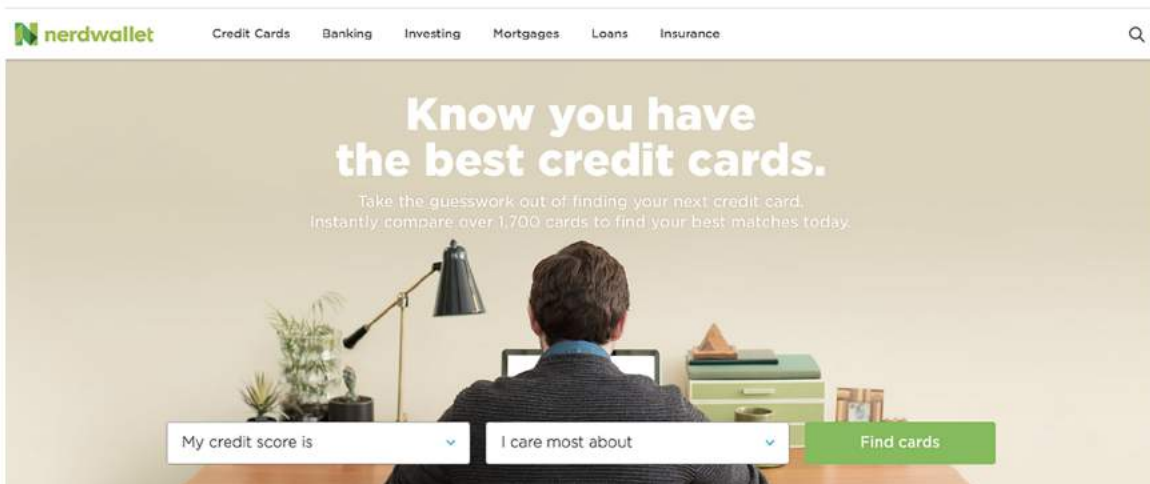 nerdwallet
Credit Cards Banking Investing Mortgages Loans Insurance
Know you have
the best credit cards.
Take the guesswork out of finding your next credit card.
Instantly compare over 1,700 cards to find your best matches today.
My credit score is
I care most about
Find cards